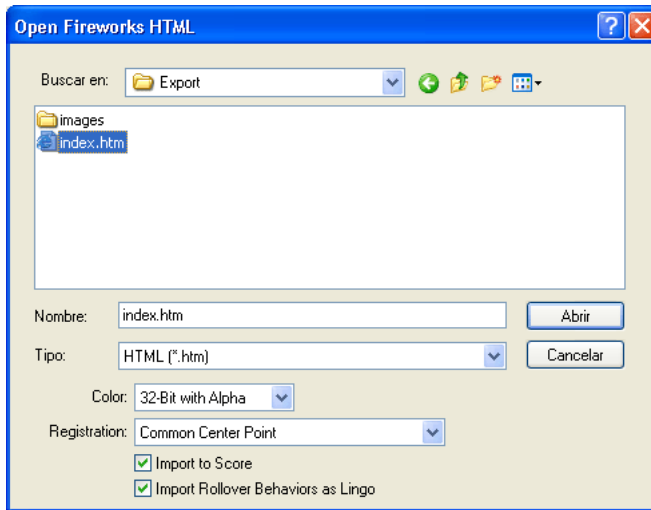 Open Fireworks HTML
Buscar en: Export
images
index.htm
Nombre: index.htm Abrir
Tipo: HTML (*.htm) Cancelar
Color: 32-Bit with Alpha
Registration: Common Center Point
Import to Score
Import Rollover Behaviors as Lingo